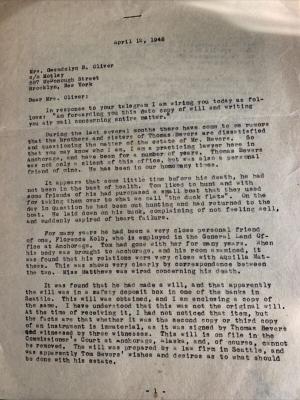 April 12, 1945
Mrs. Gwendolyn B. Oliver
c/o Motley
597 McDonough Street
Brooklyn, New York
Dear Mrs. Oliver:
In response to your telegram I am wiring you today as fol-
lows: "am forwarding you this date copy of will and writing
you air mail concerning entire matter."
During the last several months there have come to me rumors
that the brothers and sisters of Thomas Bevers are dissatisfied
and questioning the matter of the estate of Mr. Bevers. So
that you may know who I am, I am a practicing lawyer here in
Anchorage, and have been for a number of years. Thomas Bevers
was not only a client of this office, but was also a personal
friend of mine. He has been in our home many times.
It appears that some little time before his death, he had
not been in the best of health. Tom liked to hunt and with
some friends of his had purchased a small boat that they used
for taking them over to what we call "the duck flats". On the
day in question he had been out hunting and had returned to the
boat. He laid down on his bunk, complaining of not feeling well,
and suddenly expired of heart failure.
For many years he had been a very close personal friend
of one, Florence Kolb, who is employed in the General Land Of-
fice at Anchorage. Tom had gone with her for many years. When
his body was brought to Anchorage, and his room examined, it
was found that his relations were very close with Akuilla Mat-
thews. This was shown very clearly by correspondence between
the two. Miss Matthews was wired concerning his death.
It was found that he had made a will, and that apparently
the will was in a safety deposit box in one of the banks in
Seattle. This will was obtained, and I am enclosing a copy of
the same. I have understood that this was not the original will.
At the time of receiving it, I had not noticed that item, but
the facts are that whether it was the second copy or third copy
of an instrument is immaterial, as it was signed by Thomas Bevers
and witnessed by three witnesses. This will is on file in the
Commissioner's Court at Anchorage, Alaska, and, of course, cannot
be removed. The will was prepared by a law firm in Seattle, and
was apparently Tom Bevers' wishes and desires as to what should
be done with his estate.
- 1 -